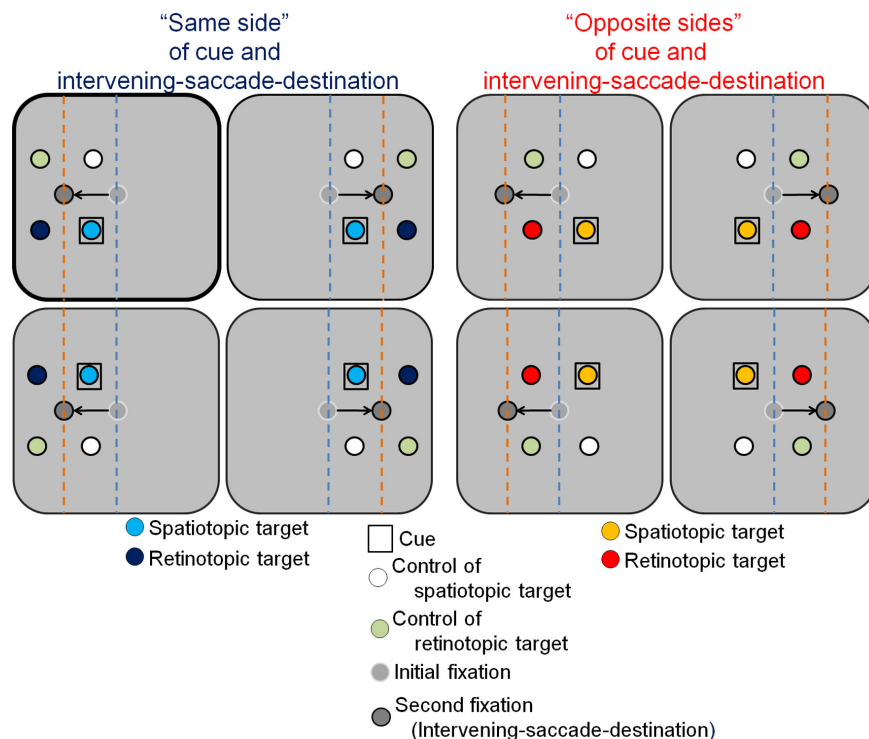 “Same side”
of cue and
intervening-saccade-destination
“Opposite sides”
of cue and
intervening-saccade-destination
Spatiotopic target
Retinotopic target
Cue
Control of
spatiotopic target
Control of
retinotopic target
Initial fixation
Second fixation
(Intervening-saccade-destination)
Spatiotopic target
Retinotopic target